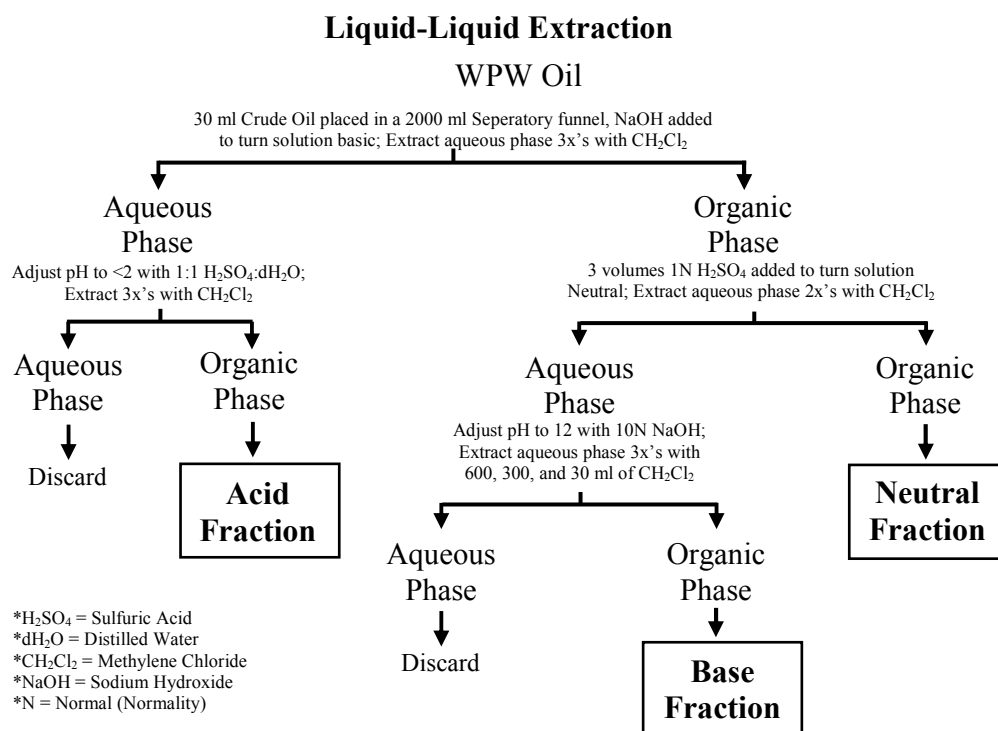 Liquid-Liquid Extraction
WPW Oil
30 ml Crude Oil placed in a 2000 ml Seperatory funnel, NaOH added
to turn solution basic; Extract aqueous phase 3x's with CH₂Cl₂
Aqueous
Phase
Adjust pH to <2 with 1:1 H₂SO₄:dH₂O;
Extract 3x's with CH₂Cl₂
Organic
Phase
3 volumes 1N H₂SO₄ added to turn solution
Neutral; Extract aqueous phase 2x's with CH₂Cl₂
Aqueous
Phase
Discard
Organic
Phase
Acid
Fraction
Aqueous
Phase
Adjust pH to 12 with 10N NaOH;
Extract aqueous phase 3x's with
600, 300, and 30 ml of CH₂Cl₂
Organic
Phase
Neutral
Fraction
Aqueous
Phase
Discard
Organic
Phase
Base
Fraction
*H₂SO₄ = Sulfuric Acid
*dH₂O = Distilled Water
*CH₂Cl₂ = Methylene Chloride
*NaOH = Sodium Hydroxide
*N = Normal (Normality)